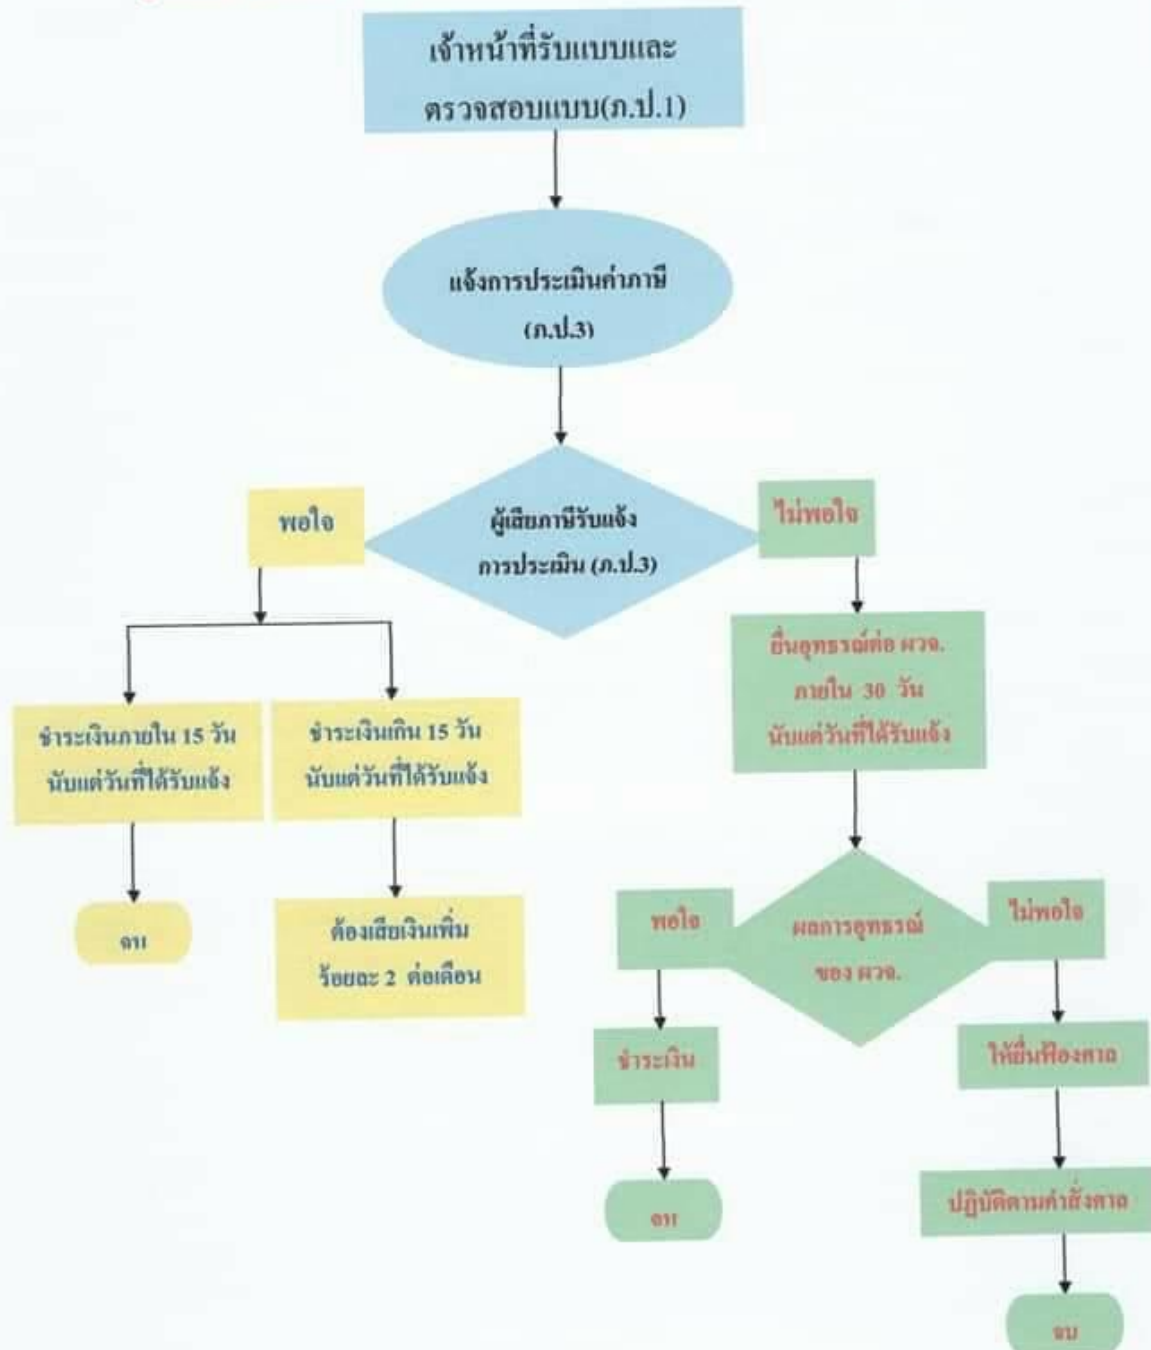 เจ้าหน้าที่รับแบบและ
ตรวจสอบแบบ(ภ.ป.1)
แจ้งการประเมินค่าภาษี
(ภ.ป.3)
ผู้เสียภาษีรับแจ้ง
การประเมิน (ภ.ป.3)
พอใจ
ไม่พอใจ
ชำระเงินภายใน 15 วัน
นับแต่วันที่ได้รับแจ้ง
ชำระเงินเกิน 15 วัน
นับแต่วันที่ได้รับแจ้ง
จบ
ต้องเสียเงินเพิ่ม
ร้อยละ 2 ต่อเดือน
ยื่นอุทธรณ์ต่อ ผวจ.
ภายใน 30 วัน
นับแต่วันที่ได้รับแจ้ง
ผลการอุทธรณ์
ของ ผวจ.
พอใจ
ไม่พอใจ
ชำระเงิน
จบ
ให้ยื่นฟ้องศาล
ปฏิบัติตามคำสั่งศาล
จบ